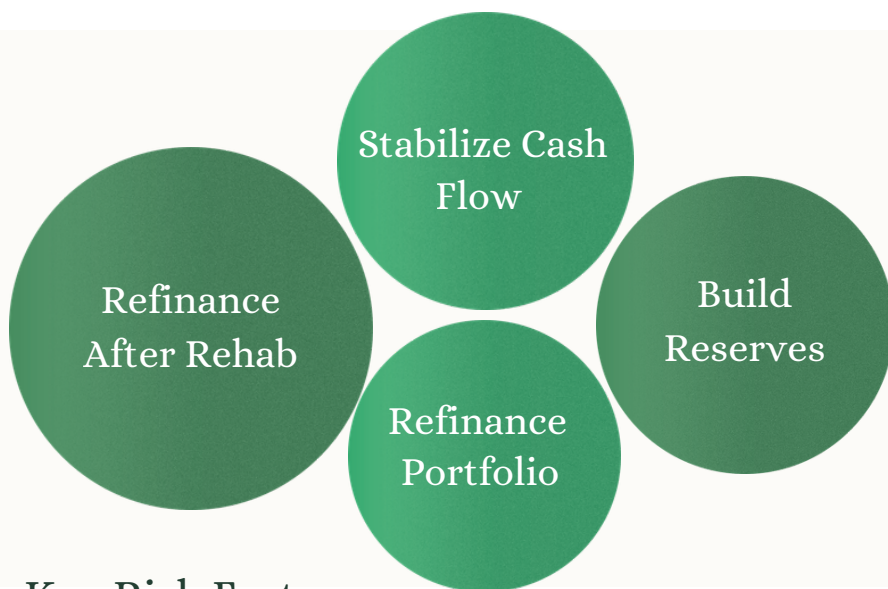 Stabilize Cash
Flow
Refinance
After Rehab
Build
Reserves
Refinance
Portfolio